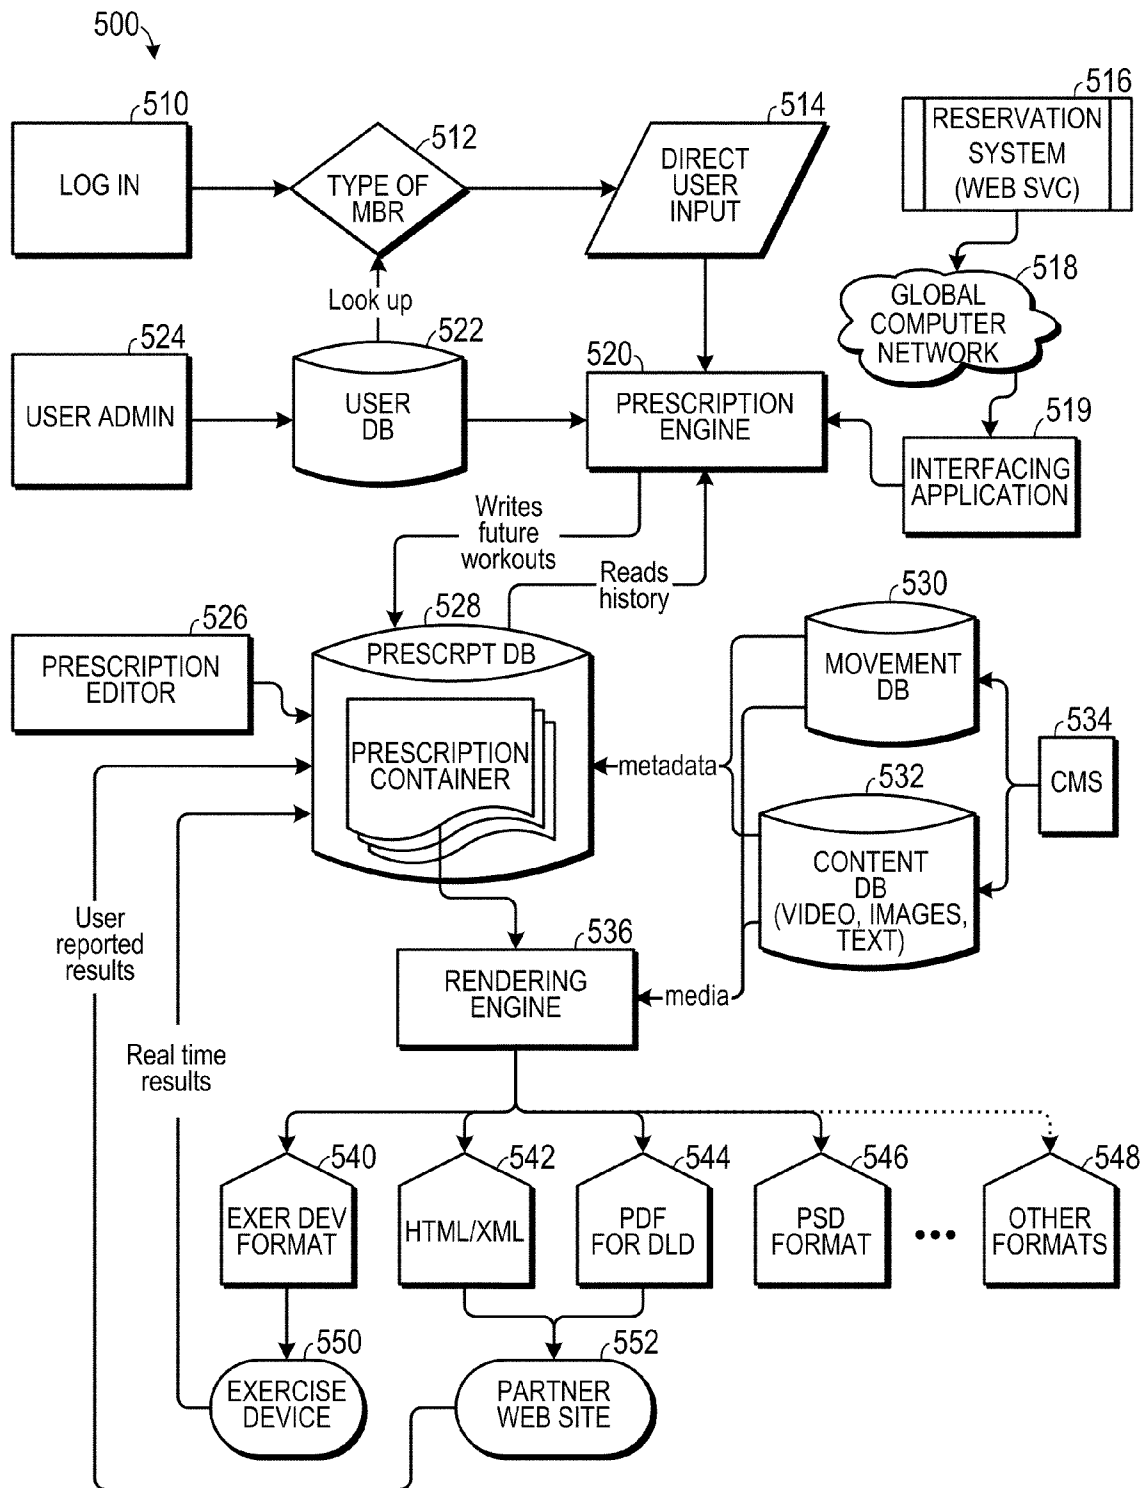 500
510
LOG IN
512
TYPE OF
MBR
514
DIRECT
USER
INPUT
516
RESERVATION
SYSTEM
(WEB SVC)
518
GLOBAL
COMPUTER
NETWORK
Look up
524
USER ADMIN
522
USER
DB
520
PRESCRIPTION
ENGINE
519
INTERFACING
APPLICATION
Writes
future
workouts
Reads
history
526
PRESCRIPTION
EDITOR
528
PRESCRPT DB
PRESCRIPTION
CONTAINER
530
MOVEMENT
DB
metadata
534
CMS
532
CONTENT
DB
(VIDEO, IMAGES,
TEXT)
User
reported
results
536
RENDERING
ENGINE
media
Real time
results
540
EXER DEV
FORMAT
542
HTML/XML
544
PDF
FOR DLD
546
PSD
FORMAT
•••
548
OTHER
FORMATS
550
EXERCISE
DEVICE
552
PARTNER
WEB SITE